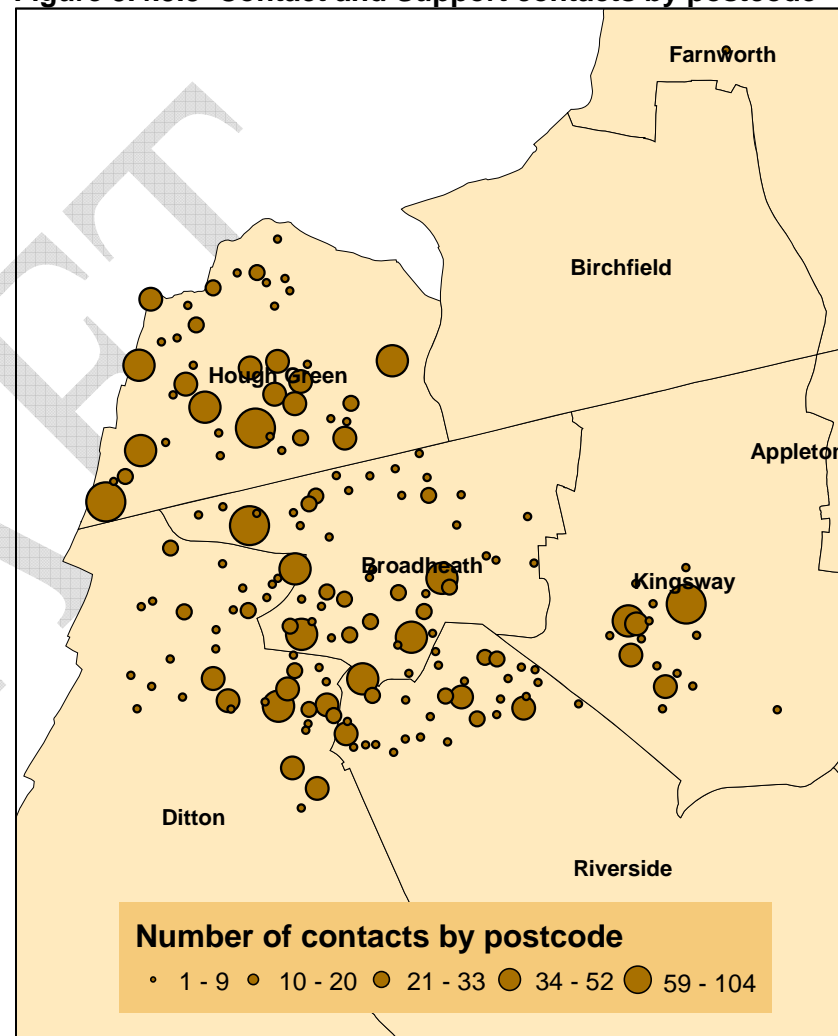 Farnworth
Birchfield
Hough Green
Appleton
Broadheath
Kingsway
Ditton
Riverside
Number of contacts by postcode
1 - 9 10 - 20 21 - 33 34 - 52 59 - 104